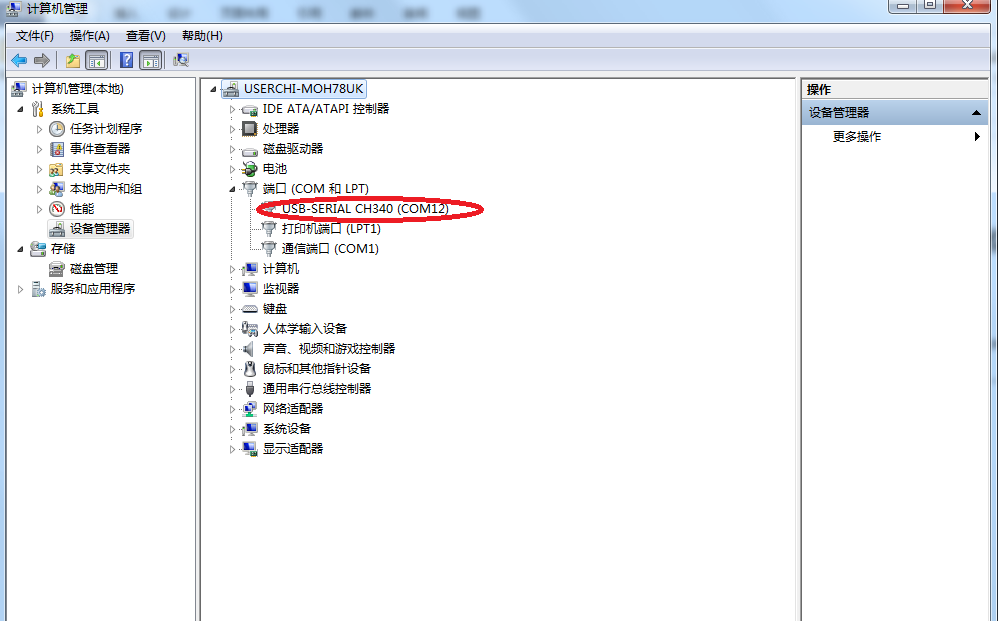 计算机管理
文件(F) 操作(A) 查看(V) 帮助(H)
计算机管理(本地)
系统工具
任务计划程序
事件查看器
共享文件夹
本地用户和组
性能
设备管理器
存储
磁盘管理
服务和应用程序
USERCHI-MOH78UK
IDE ATA/ATAPI 控制器
处理器
磁盘驱动器
电池
端口 (COM 和 LPT)
USB-SERIAL CH340 (COM12)
打印机端口 (LPT1)
通信端口 (COM1)
计算机
监视器
键盘
人体学输入设备
声音、视频和游戏控制器
鼠标和其他指针设备
通用串行总线控制器
网络适配器
系统设备
显示适配器
操作
设备管理器
更多操作